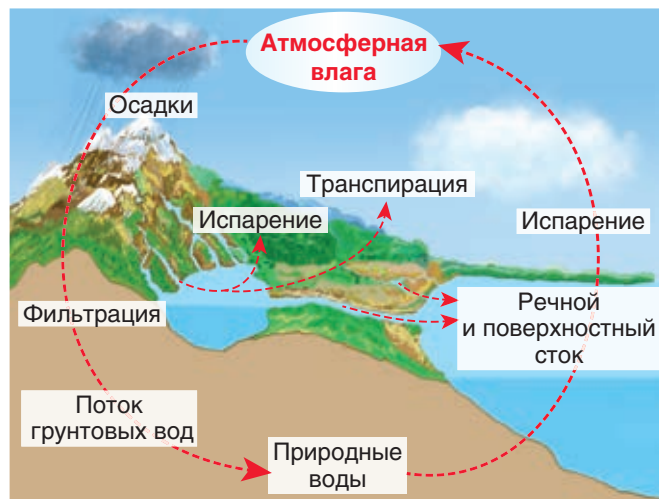 Атмосферная
влага
Осадки
Транспирация
Испарение
Испарение
Фильтрация
Речной
и поверхностный
сток
Поток
грунтовых вод
Природные
воды